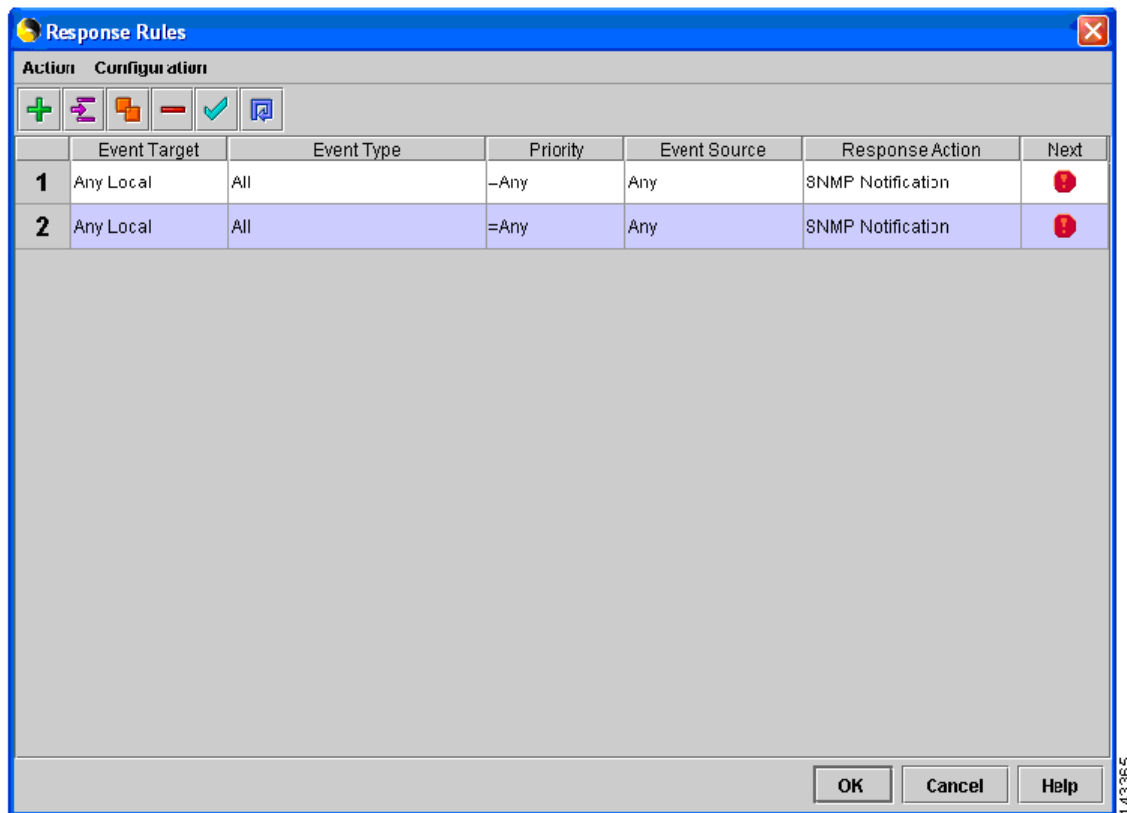 Response Rules
Action Configuration
Event Target Event Type Priority Event Source Response Action Next
1 Any Local All =Any Any SNMP Notification
2 Any Local All =Any Any SNMP Notification
OK Cancel Help
143365